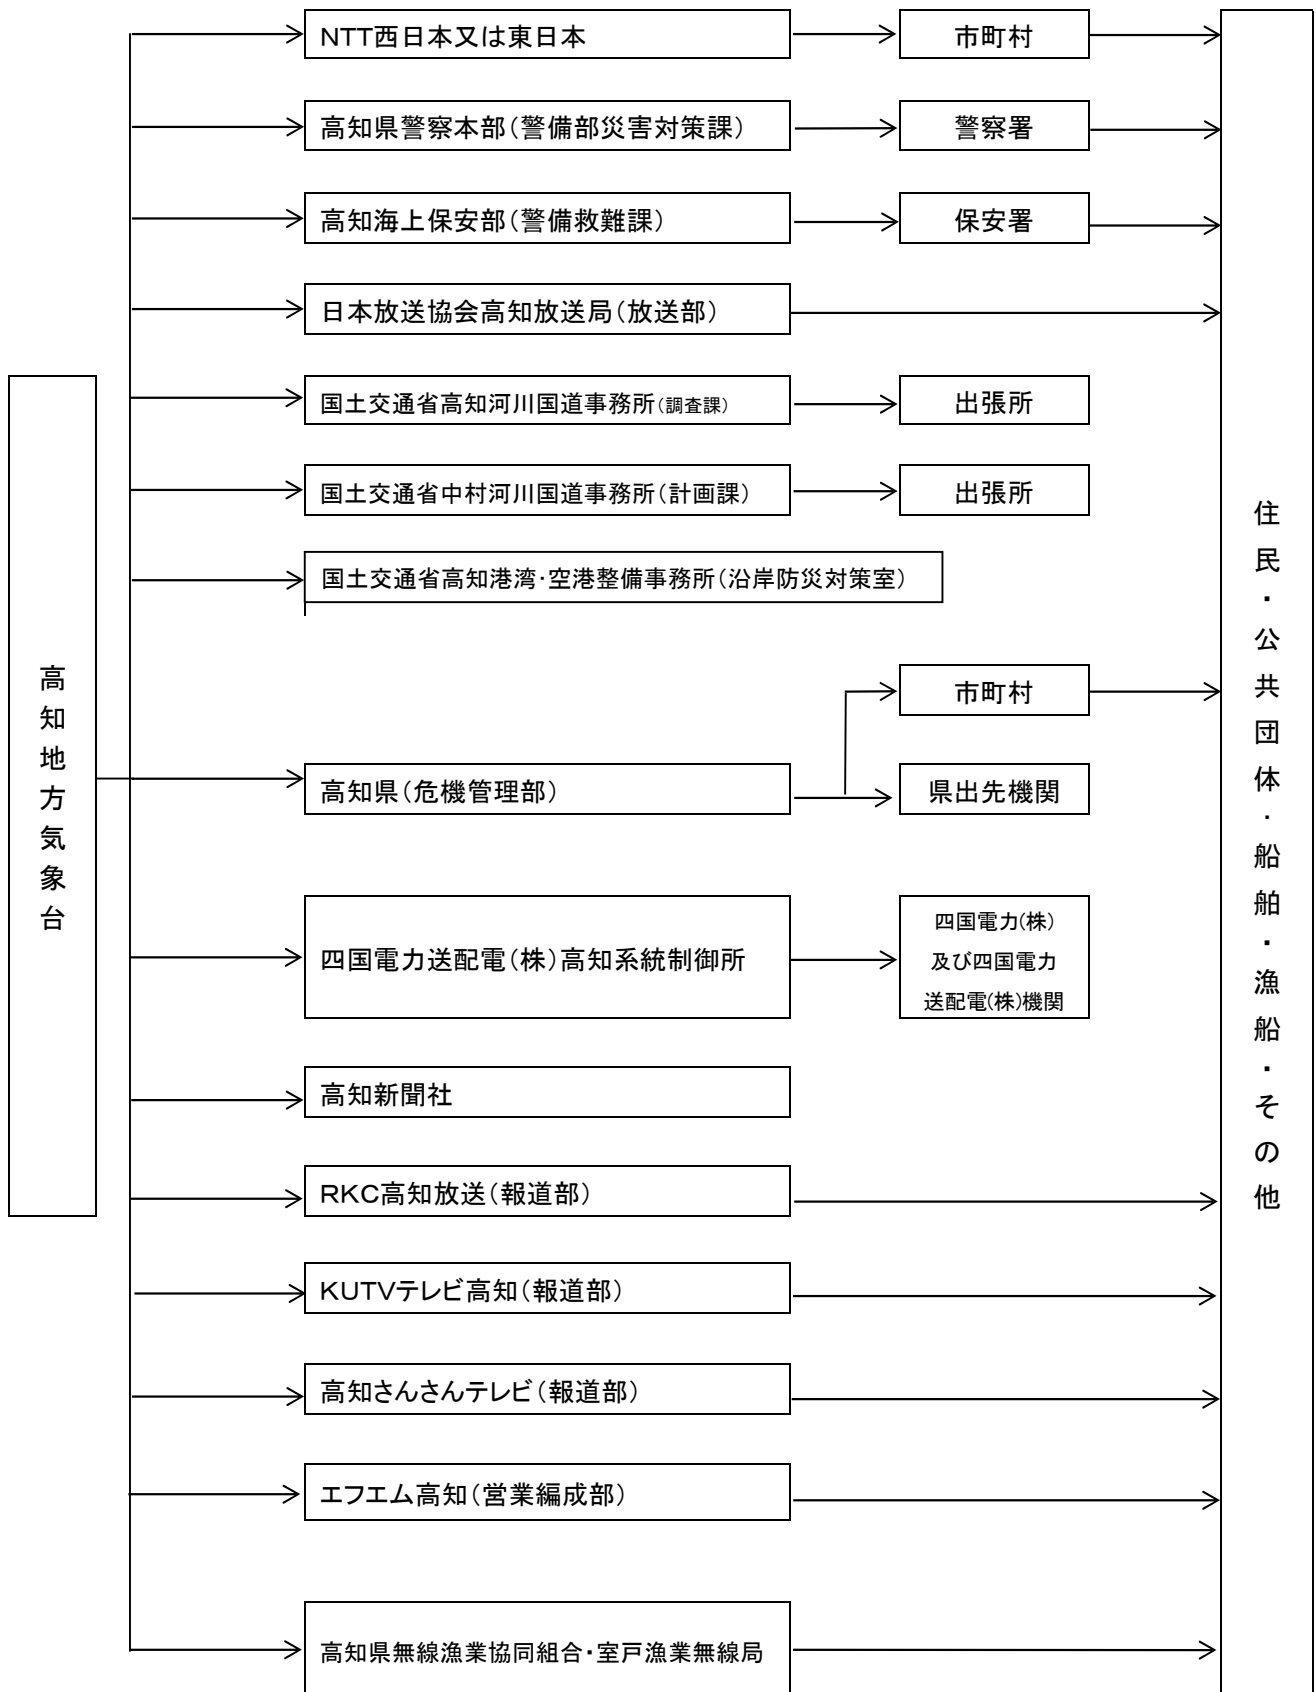 NTT西日本又は東日本
市町村
高知県警察本部（警備部災害対策課）
警察署
高知海上保安部（警備救難課）
保安署
日本放送協会高知放送局（放送部）
国土交通省高知河川国道事務所（調査課）
出張所
国土交通省中村河川国道事務所（計画課）
出張所
国土交通省高知港湾・空港整備事務所（沿岸防災対策室）
高知地方気象台
市町村
高知県（危機管理部）
県出先機関
四国電力送配電（株）高知系統制御所
四国電力(株)
及び四国電力
送配電(株)機関
高知新聞社
RKC高知放送（報道部）
KUTVテレビ高知（報道部）
高知さんさんテレビ（報道部）
エフエム高知（営業編成部）
高知県無線漁業協同組合・室戸漁業無線局
住民・公共団体・船舶・漁船・その他